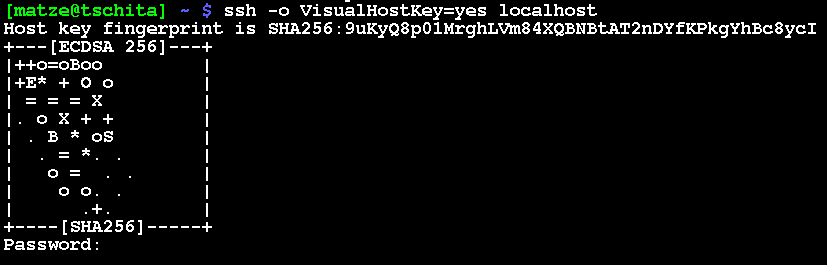 [matze@tschita] ~ $ ssh -o VisualHostKey=yes localhost
Host key fingerprint is SHA256:9uKyQ8p0lMrghLVm84XQBNBtAT2nDYfKPkgYhBc8ycI
+---[ECDSA 256]---+
|++o=oBoo         |
|+E* + O o        |
| = = = X         |
|. o X + +        |
| . B * oS        |
|  . = *. .       |
|   o =  . .      |
|    o o. .       |
|      .+.        |
+----[SHA256]-----+
Password: